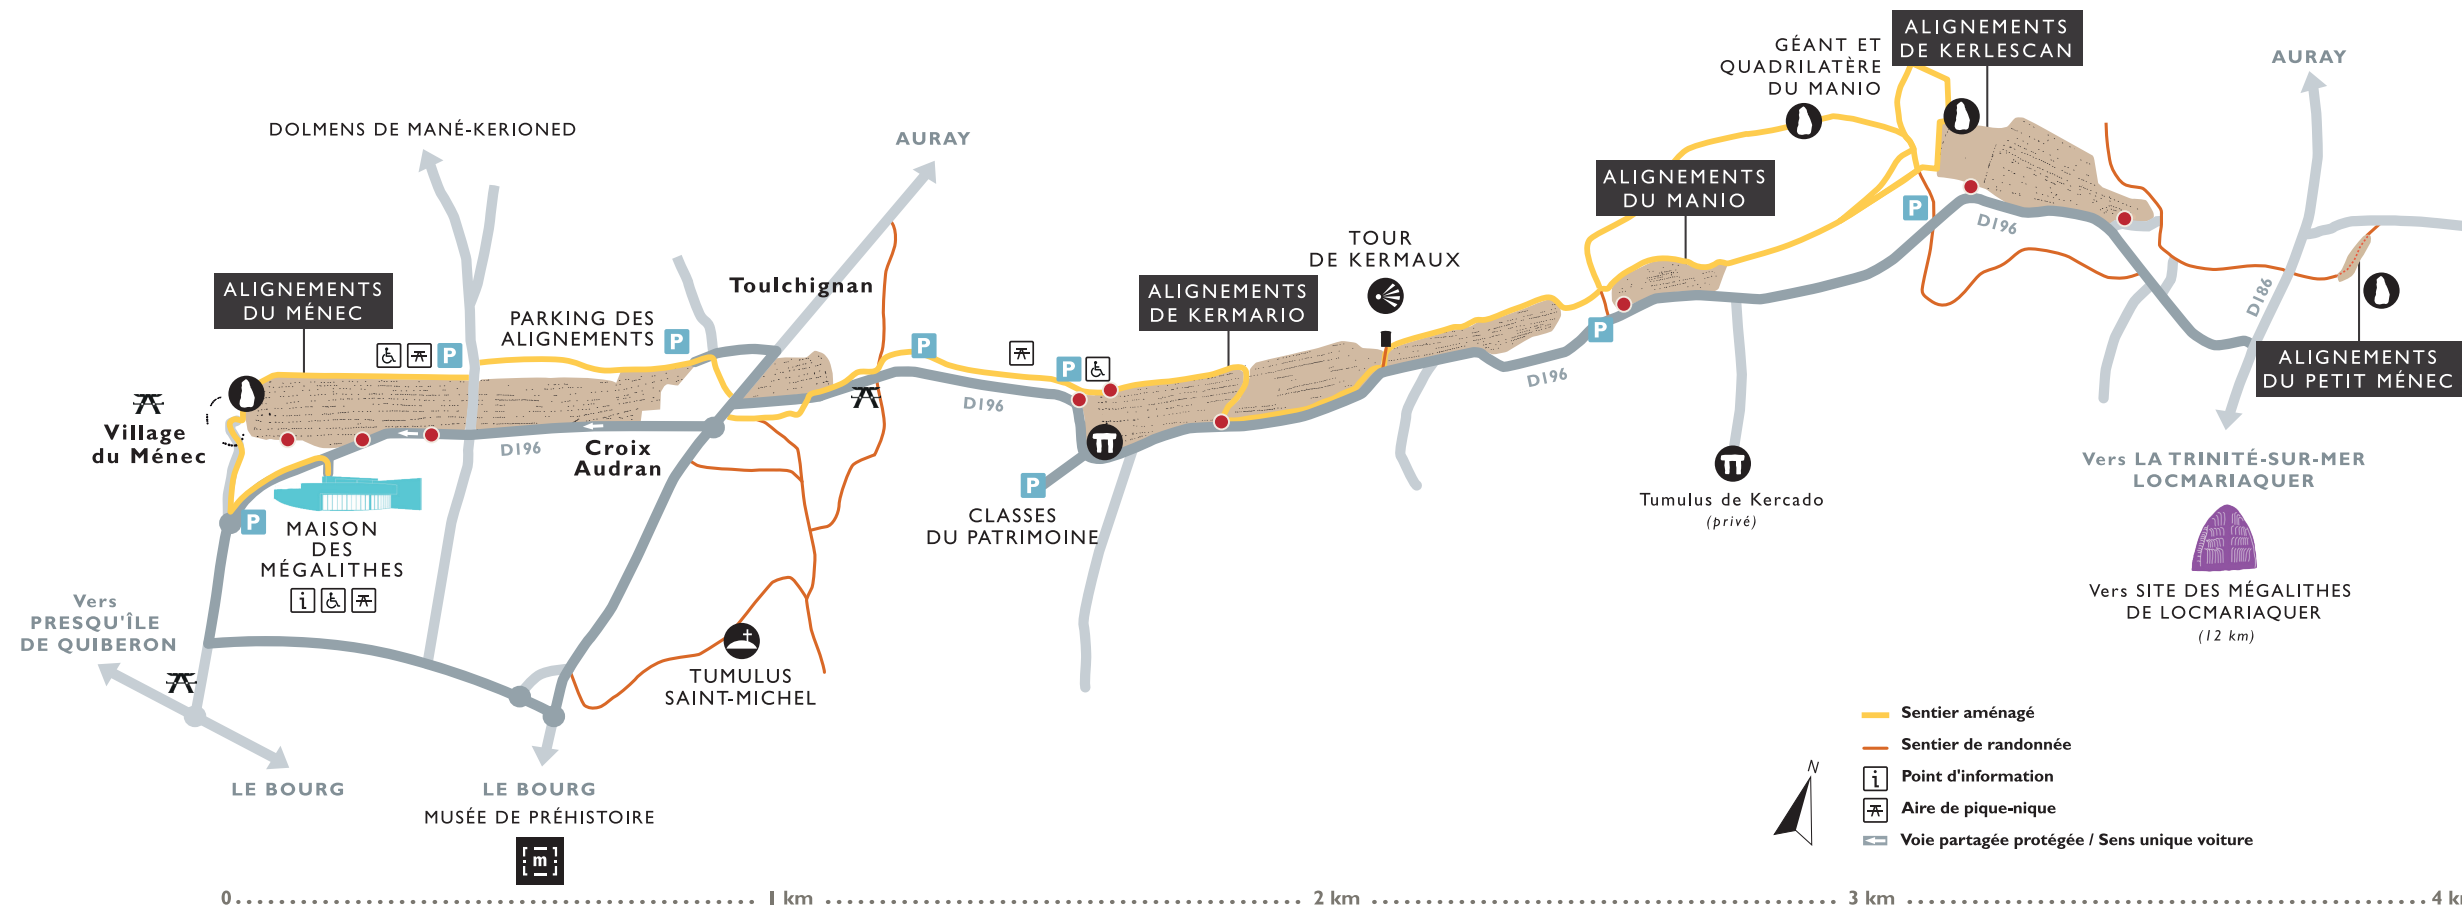 ALIGNEMENTS
DE KERLESCAN
GÉANT ET
QUADRILATÈRE
DU MANIO
AURAY
DOLMENS DE MANÉ-KERIONED
AURAY
ALIGNEMENTS
DU MANIO
P
D196
TOUR
DE KERMAUX
ALIGNEMENTS
DU MÉNEC
Toulchignan
ALIGNEMENTS
DE KERMARIO
D186
PARKING DES
ALIGNEMENTS
P
P
P
P
P
D196
D196
ALIGNEMENTS
DU PETIT MÉNEC
Village
du Ménec
D196
Croix
Audran
P
P
MAISON
DES
MÉGALITHES
i
CLASSES
DU PATRIMOINE
Tumulus de Kercado
(privé)
Vers LA TRINITÉ-SUR-MER
LOCMARIAQUER
Vers SITE DES MÉGALITHES
DE LOCMARIAQUER
(12 km)
Vers
PRESQU'ÎLE
DE QUIBERON
TUMULUS
SAINT-MICHEL
LE BOURG
LE BOURG
MUSÉE DE PRÉHISTOIRE
m
N
Sentier aménagé
Sentier de randonnée
i Point d'information
Aire de pique-nique
Voie partagée protégée / Sens unique voiture
0 1 km 2 km 3 km 4 k